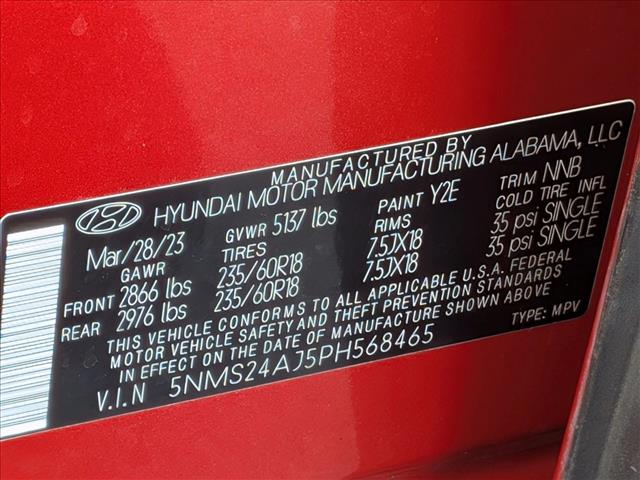 MANUFACTURED BY
HYUNDAI MOTOR MANUFACTURING ALABAMA, LLC
Mar/28/23 GVWR 5137 lbs PAINT Y2E TRIM NNB
GAWR TIRES RIMS COLD TIRE INFL
FRONT 2866 lbs 235/60R18 7.5JX18 35 psi SINGLE
REAR 2976 lbs 235/60R18 7.5JX18 35 psi SINGLE
THIS VEHICLE CONFORMS TO ALL APPLICABLE U.S.A. FEDERAL
MOTOR VEHICLE SAFETY AND THEFT PREVENTION STANDARDS
IN EFFECT ON THE DATE OF MANUFACTURE SHOWN ABOVE
V.I.N 5NMS24AJ5PH568465 TYPE: MPV